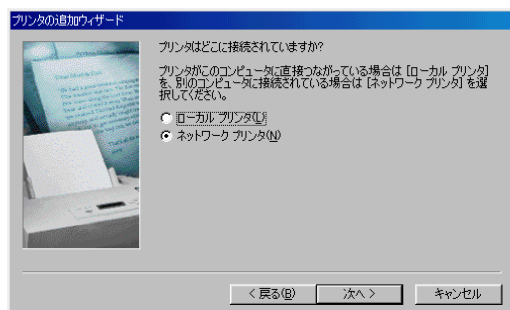 プリンタの追加ウィザード
プリンタはどこに接続されていますか?
プリンタがこのコンピュータに直接つながっている場合は [ローカル プリンタ]
を、別のコンピュータに接続されている場合は [ネットワーク プリンタ] を選
択してください。
ローカル プリンタ(L)
ネットワーク プリンタ(N)
< 戻る(B)
次へ >
キャンセル